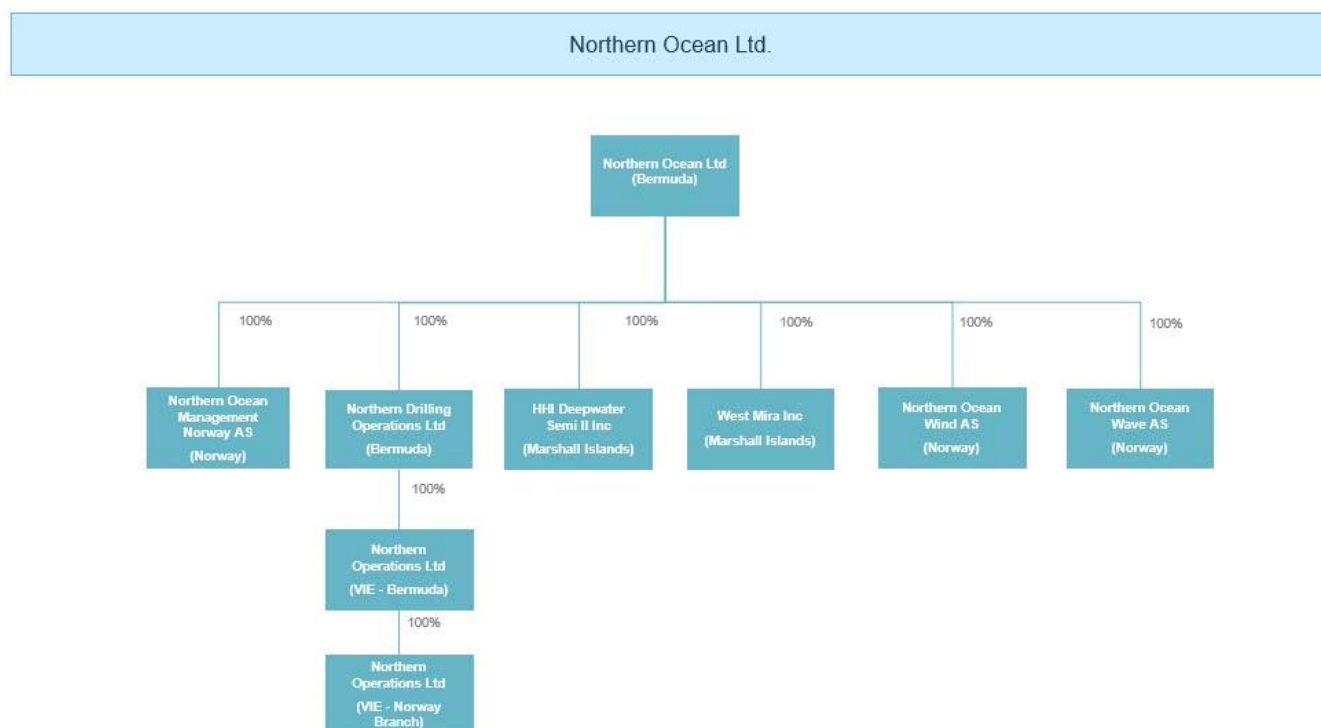 Northern Ocean Ltd.
Northern Ocean Ltd
(Bermuda)
100%
100%
100%
100%
100%
100%
Northern Ocean
Management
Norway AS
(Norway)
Northern Drilling
Operations Ltd
(Bermuda)
HHI Deepwater
Semi II Inc
(Marshall Islands)
West Mira Inc
(Marshall Islands)
Northern Ocean
Wind AS
(Norway)
Northern Ocean
Wave AS
(Norway)
100%
Northern
Operations Ltd
(VIE - Bermuda)
100%
Northern
Operations Ltd
(VIE - Norway
Branch)